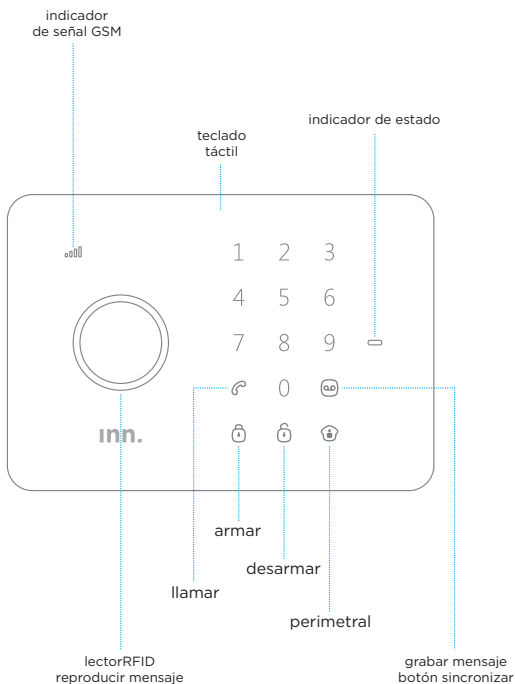 indicador
de señal GSM
indicador de estado
teclado
táctil
1 2 3
4 5 6
7 8 9
0
ınn.
armar
desarmar
llamar
perimetral
lectorRFID
reproducir mensaje
grabar mensaje
botón sincronizar